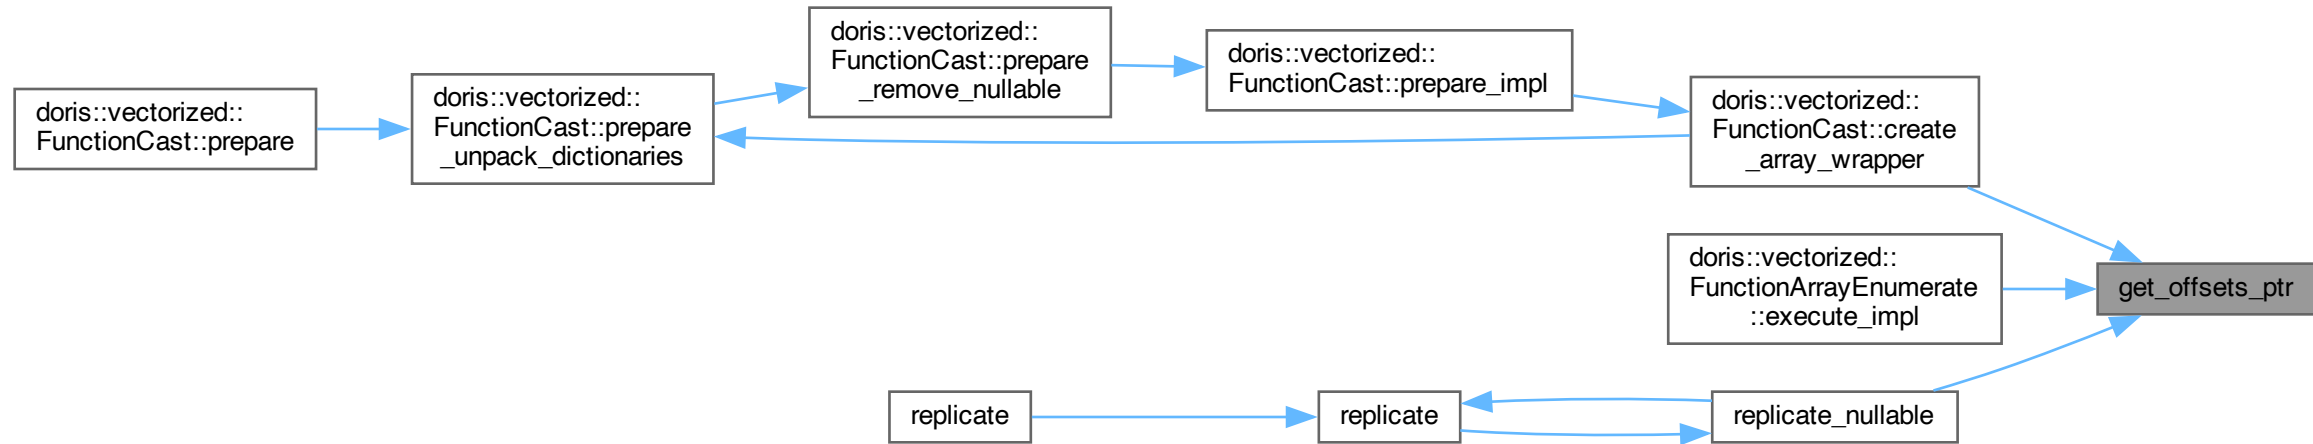 doris::vectorized::
FunctionCast::prepare
doris::vectorized::
FunctionCast::prepare
_unpack_dictionaries
doris::vectorized::
FunctionCast::prepare
_remove_nullable
doris::vectorized::
FunctionCast::prepare_impl
doris::vectorized::
FunctionCast::create
_array_wrapper
doris::vectorized::
FunctionArrayEnumerate
::execute_impl
get_offsets_ptr
replicate
replicate
replicate_nullable